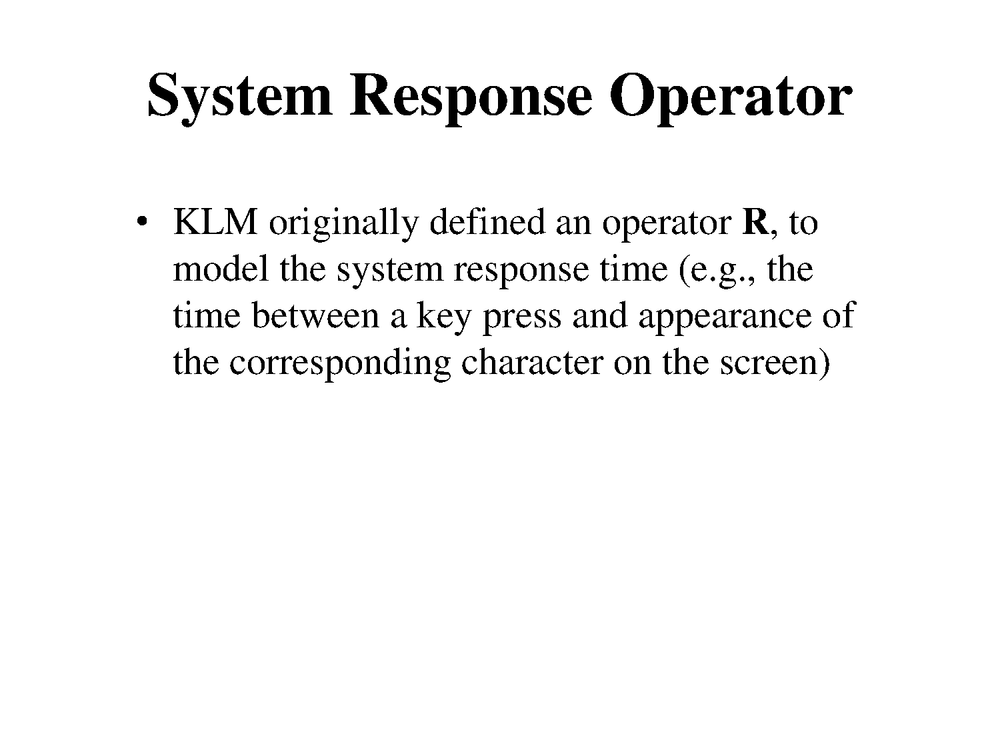 System Response Operator
• KLM originally defined an operator R, to
model the system response time (e.g., the
time between a key press and appearance of
the corresponding character on the screen)